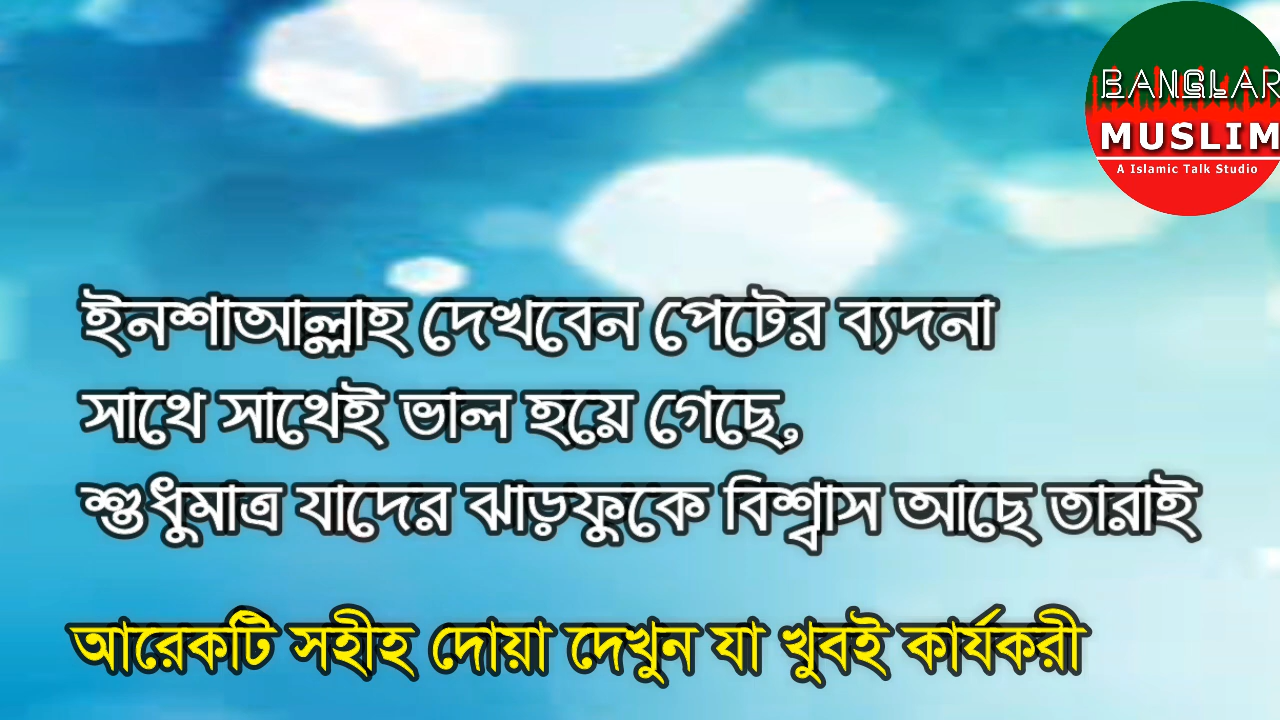 BANGLAR
MUSLIM
A Islamic Talk Studio
ইনশাআল্লাহ দেখবেন পেটের ব্যদনা
সাথে সাথেই ভাল হয়ে গেছে,
শুধুমাত্র যাদের ঝাড়ফুকে বিশ্বাস আছে তারাই
আরেকটি সহীহ দোয়া দেখুন যা খুবই কার্যকরী